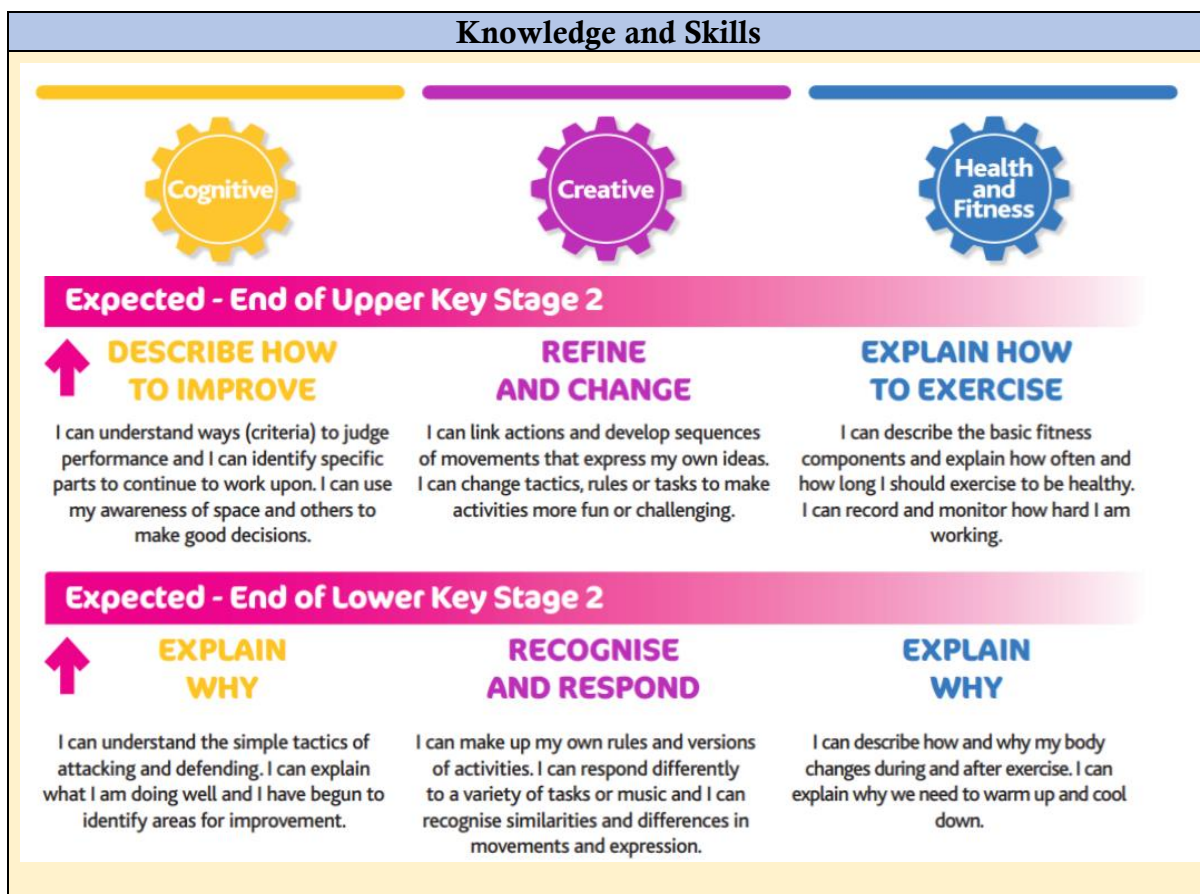 Knowledge and Skills
Cognitive
Creative
Health
and
Fitness
Expected - End of Upper Key Stage 2
DESCRIBE HOW
TO IMPROVE
I can understand ways (criteria) to judge
performance and I can identify specific
parts to continue to work upon. I can use
my awareness of space and others to
make good decisions.
REFINE
AND CHANGE
I can link actions and develop sequences
of movements that express my own ideas.
I can change tactics, rules or tasks to make
activities more fun or challenging.
EXPLAIN HOW
TO EXERCISE
I can describe the basic fitness
components and explain how often and
how long I should exercise to be healthy.
I can record and monitor how hard I am
working.
Expected - End of Lower Key Stage 2
EXPLAIN
WHY
I can understand the simple tactics of
attacking and defending. I can explain
what I am doing well and I have begun to
identify areas for improvement.
RECOGNISE
AND RESPOND
I can make up my own rules and versions
of activities. I can respond differently
to a variety of tasks or music and I can
recognise similarities and differences in
movements and expression.
EXPLAIN
WHY
I can describe how and why my body
changes during and after exercise. I can
explain why we need to warm up and cool
down.